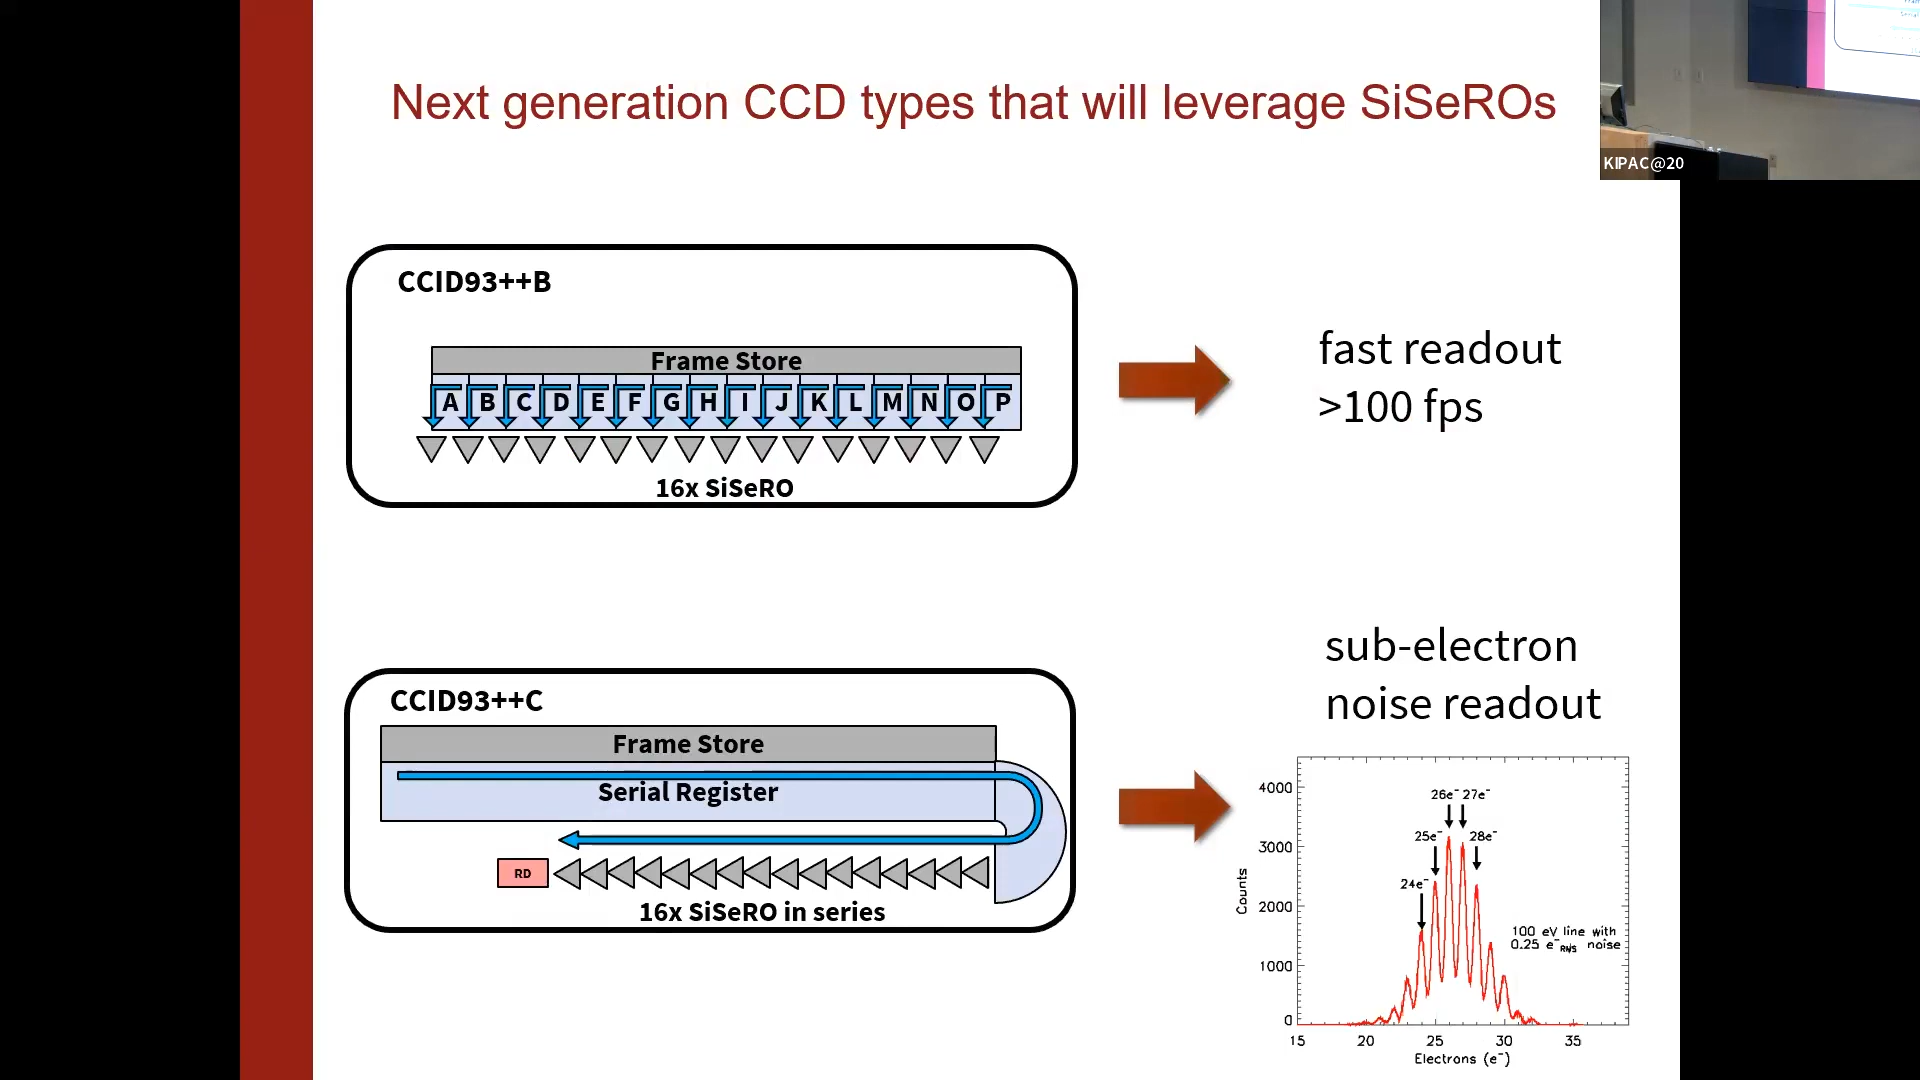 Next generation CCD types that will leverage SiSeROs
KIPAC@20
CCID93++B
Frame Store
A B C D E F G H I J K L M N O P
16x SiSeRO
fast readout
>100 fps
CCID93++C
Frame Store
Serial Register
RD
16x SiSeRO in series
sub-electron
noise readout
4000
3000
2000
1000
0
Counts
26e⁻ 27e⁻
25e⁻ 28e⁻
24e⁻
100 eV line with
0.25 e⁻RMS noise
15 20 25 30 35
Electrons (e⁻)